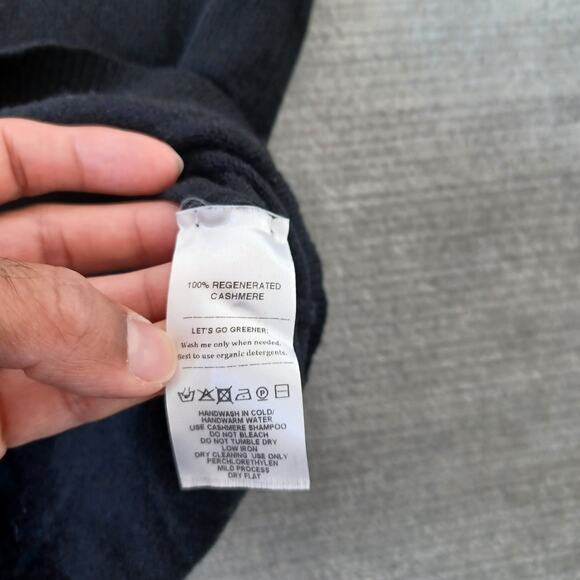 100% REGENERATED
CASHMERE
LET'S GO GREENER:
Wash me only when needed.
Best to use organic detergents.
HANDWASH IN COLD/
HANDWARM WATER
USE CASHMERE SHAMPOO
DO NOT BLEACH
DO NOT TUMBLE DRY
LOW IRON
DRY CLEANING USE ONLY
PERCHLORETHYLEN
MILD PROCESS
DRY FLAT